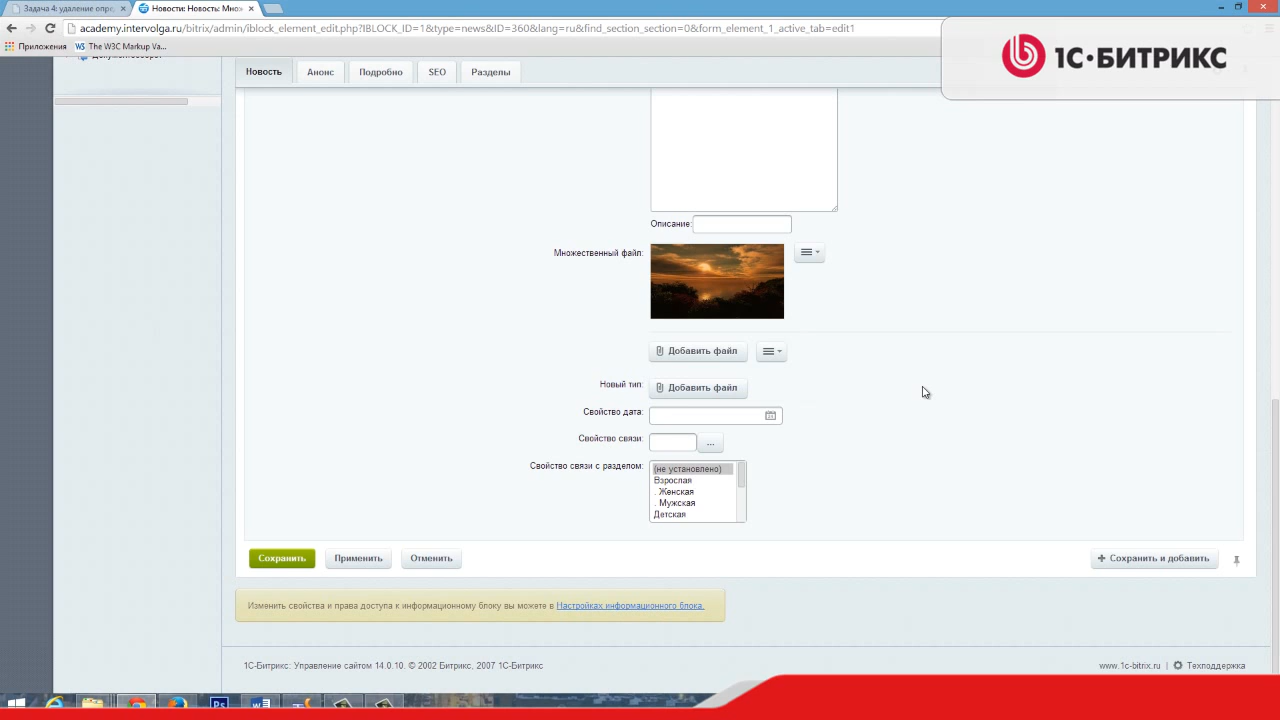 Задача 4: удаление опре
Новости: Новость: Множ
academy.intervolga.ru/bitrix/admin/iblock_element_edit.php?IBLOCK_ID=1&type=news&ID=360&lang=ru&find_section_section=0&form_element_1_active_tab=edit1
Приложения
The W3C Markup Va...
1С·БИТРИКС
Новость
Анонс
Подробно
SEO
Разделы
Описание:
Множественный файл:
Добавить файл
Новый тип:
Добавить файл
Свойство дата:
Свойство связи:
...
Свойство связи с разделом:
(не установлено)
Взрослая
. Женская
. Мужская
Детская
Сохранить
Применить
Отменить
+ Сохранить и добавить
Изменить свойства и права доступа к информационному блоку вы можете в Настройках информационного блока.
1С-Битрикс: Управление сайтом 14.0.10. © 2002 Битрикс, 2007 1С-Битрикс
www.1c-bitrix.ru | Техподдержка